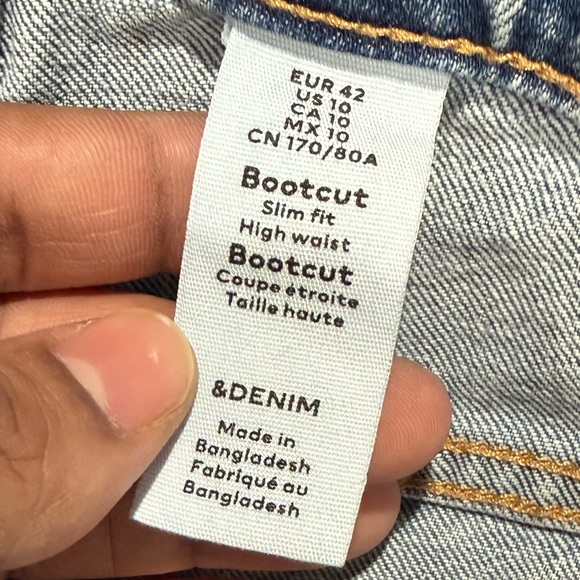 EUR 42
US 10
CA 10
MX 10
CN 170/80A
Bootcut
Slim fit
High waist
Bootcut
Coupe étroite
Taille haute
&DENIM
Made in
Bangladesh
Fabriqué au
Bangladesh